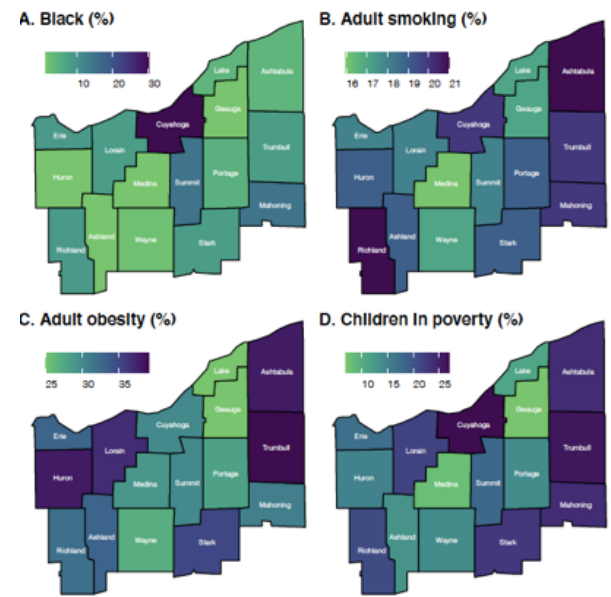 A. Black (%)
10 20 30
Lake
Ashtabula
Geauga
Cuyahoga
Erie
Lorain
Trumbull
Huron
Medina
Summit
Portage
Mahoning
Ashland
Wayne
Stark
Richland
B. Adult smoking (%)
16 17 18 19 20 21
Lake
Ashtabula
Geauga
Cuyahoga
Erie
Lorain
Trumbull
Huron
Medina
Summit
Portage
Mahoning
Ashland
Wayne
Stark
Richland
C. Adult obesity (%)
25 30 35
Lake
Ashtabula
Geauga
Cuyahoga
Erie
Lorain
Trumbull
Huron
Medina
Summit
Portage
Mahoning
Ashland
Wayne
Stark
Richland
D. Children in poverty (%)
10 15 20 25
Lake
Ashtabula
Geauga
Cuyahoga
Erie
Lorain
Trumbull
Huron
Medina
Summit
Portage
Mahoning
Ashland
Wayne
Stark
Richland